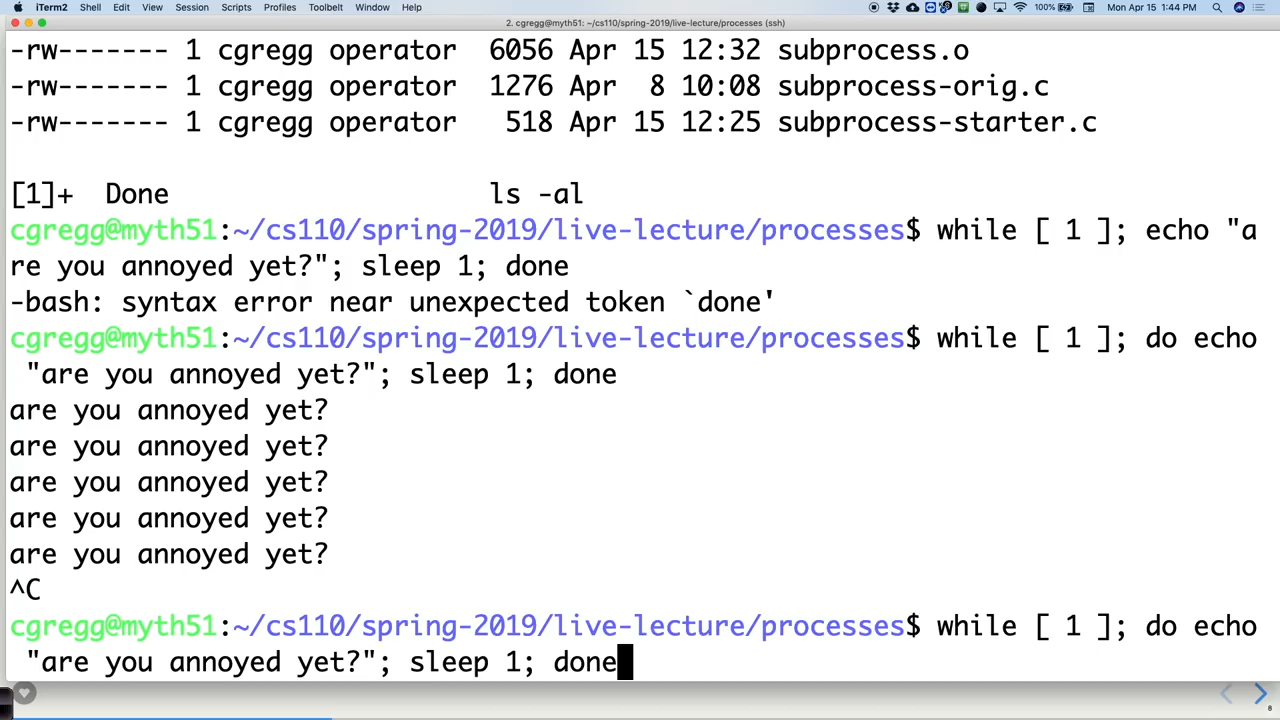 iTerm2 Shell Edit View Session Scripts Profiles Toolbelt Window Help 100% Mon Apr 15 1:44 PM
2. cgregg@myth51: ~/cs110/spring-2019/live-lecture/processes (ssh)
-rw------- 1 cgregg operator  6056 Apr 15 12:32 subprocess.o
-rw------- 1 cgregg operator  1276 Apr  8 10:08 subprocess-orig.c
-rw------- 1 cgregg operator   518 Apr 15 12:25 subprocess-starter.c
[1]+  Done                    ls -al
cgregg@myth51:~/cs110/spring-2019/live-lecture/processes$ while [ 1 ]; echo "a
re you annoyed yet?"; sleep 1; done
-bash: syntax error near unexpected token `done'
cgregg@myth51:~/cs110/spring-2019/live-lecture/processes$ while [ 1 ]; do echo
 "are you annoyed yet?"; sleep 1; done
are you annoyed yet?
are you annoyed yet?
are you annoyed yet?
are you annoyed yet?
are you annoyed yet?
^C
cgregg@myth51:~/cs110/spring-2019/live-lecture/processes$ while [ 1 ]; do echo
 "are you annoyed yet?"; sleep 1; done
8